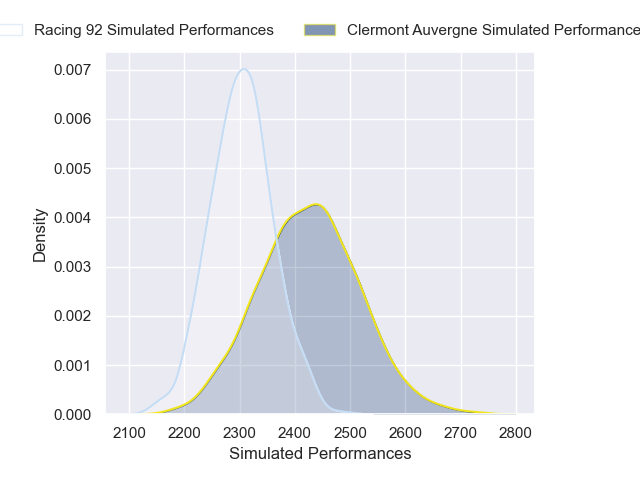 Racing 92 Simulated Performances
Clermont Auvergne Simulated Performance
0.007
0.006
0.005
0.004
0.003
0.002
0.001
0.000
Density
2100 2200 2300 2400 2500 2600 2700 2800
Simulated Performances